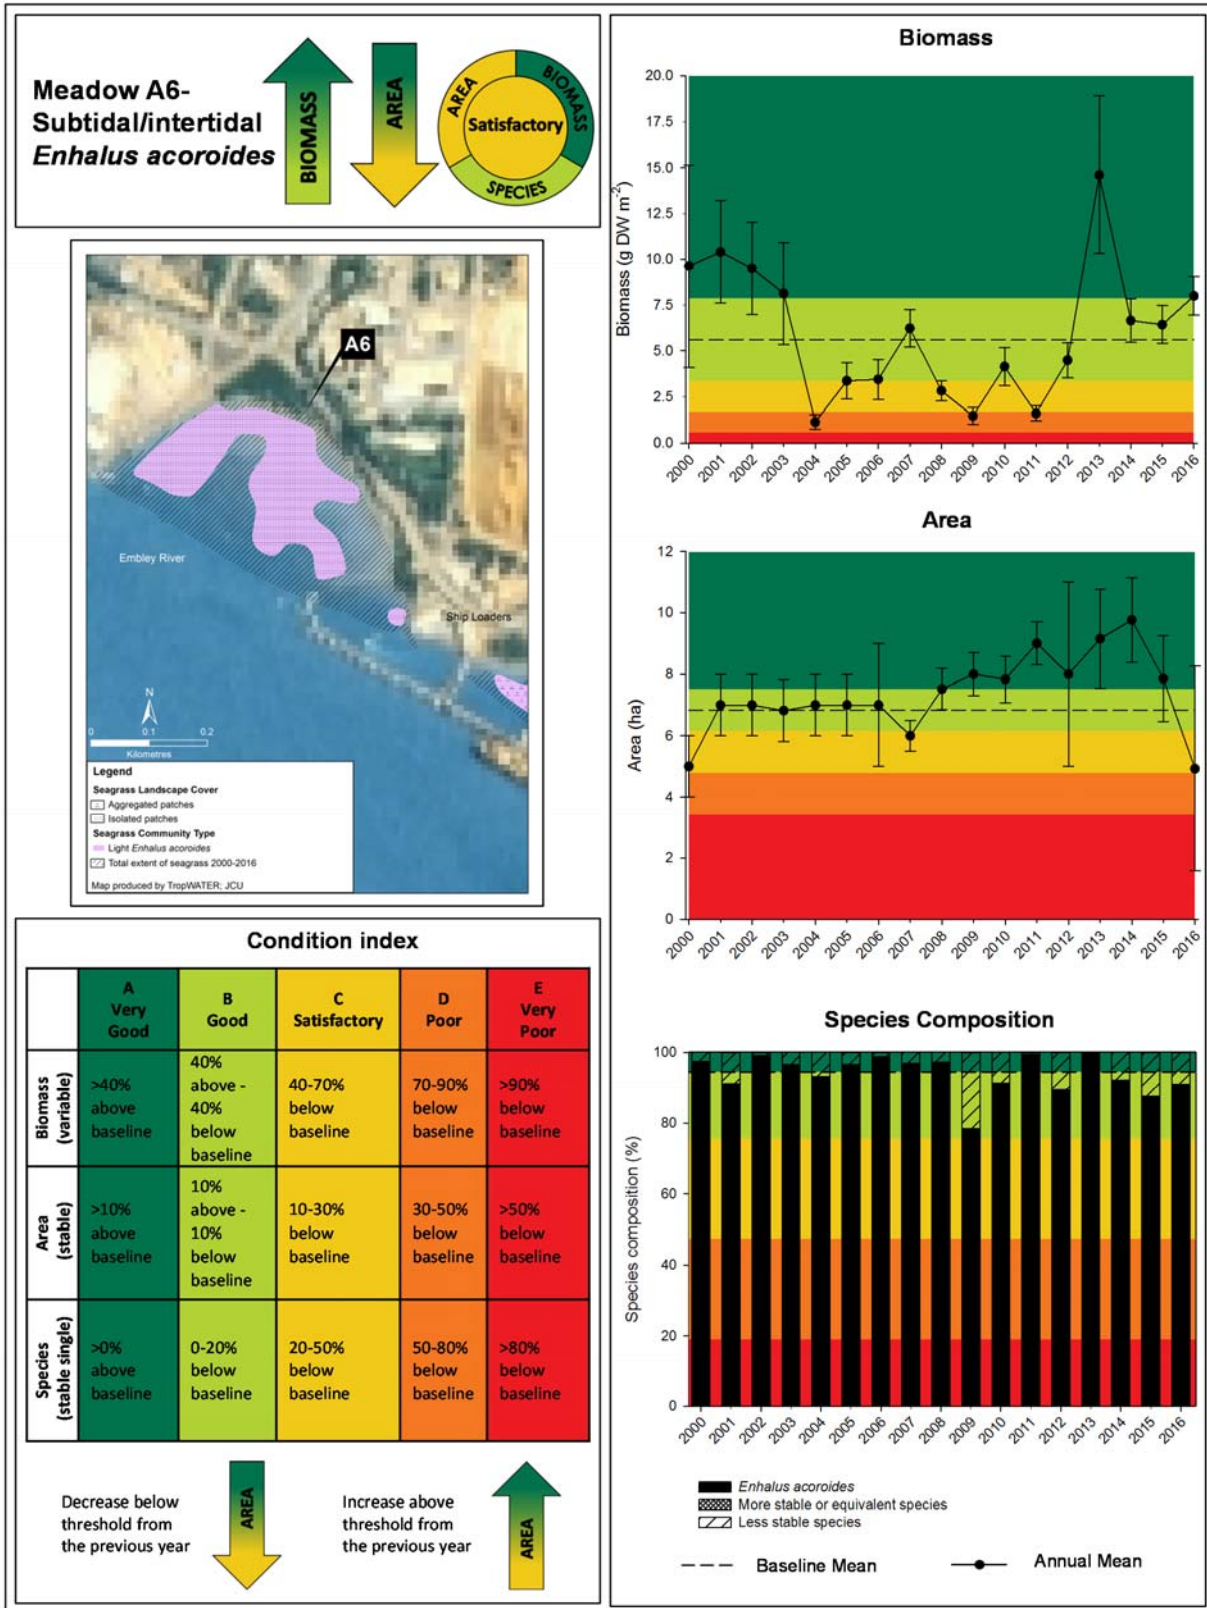 Meadow A6-
Subtidal/intertidal
Enhalus acoroides
BIOMASS
AREA
AREA
BIOMASS
Satisfactory
SPECIES
A6
Embley River
Ship Loaders
N
0 0.1 0.2
Kilometres
Legend
Seagrass Landscape Cover
Aggregated patches
Isolated patches
Seagrass Community Type
Light Enhalus acoroides
Total extent of seagrass 2000-2016
Map produced by TropWATER; JCU
Condition index
A
Very
Good
B
Good
C
Satisfactory
D
Poor
E
Very
Poor
Biomass
(variable)
>40%
above
baseline
40%
above -
40%
below
baseline
40-70%
below
baseline
70-90%
below
baseline
>90%
below
baseline
Area
(stable)
>10%
above
baseline
10%
above -
10%
below
baseline
10-30%
below
baseline
30-50%
below
baseline
>50%
below
baseline
Species
(stable single)
>0%
above
baseline
0-20%
below
baseline
20-50%
below
baseline
50-80%
below
baseline
>80%
below
baseline
Decrease below
threshold from
the previous year
AREA
Increase above
threshold from
the previous year
AREA
Biomass
Biomass (g DW m-2)
20.0
17.5
15.0
12.5
10.0
7.5
5.0
2.5
0.0
2000 2001 2002 2003 2004 2005 2006 2007 2008 2009 2010 2011 2012 2013 2014 2015 2016
Area
Area (ha)
12
10
8
6
4
2
0
2000 2001 2002 2003 2004 2005 2006 2007 2008 2009 2010 2011 2012 2013 2014 2015 2016
Species Composition
Species composition (%)
100
80
60
40
20
0
2000 2001 2002 2003 2004 2005 2006 2007 2008 2009 2010 2011 2012 2013 2014 2015 2016
Enhalus acoroides
More stable or equivalent species
Less stable species
Baseline Mean
Annual Mean